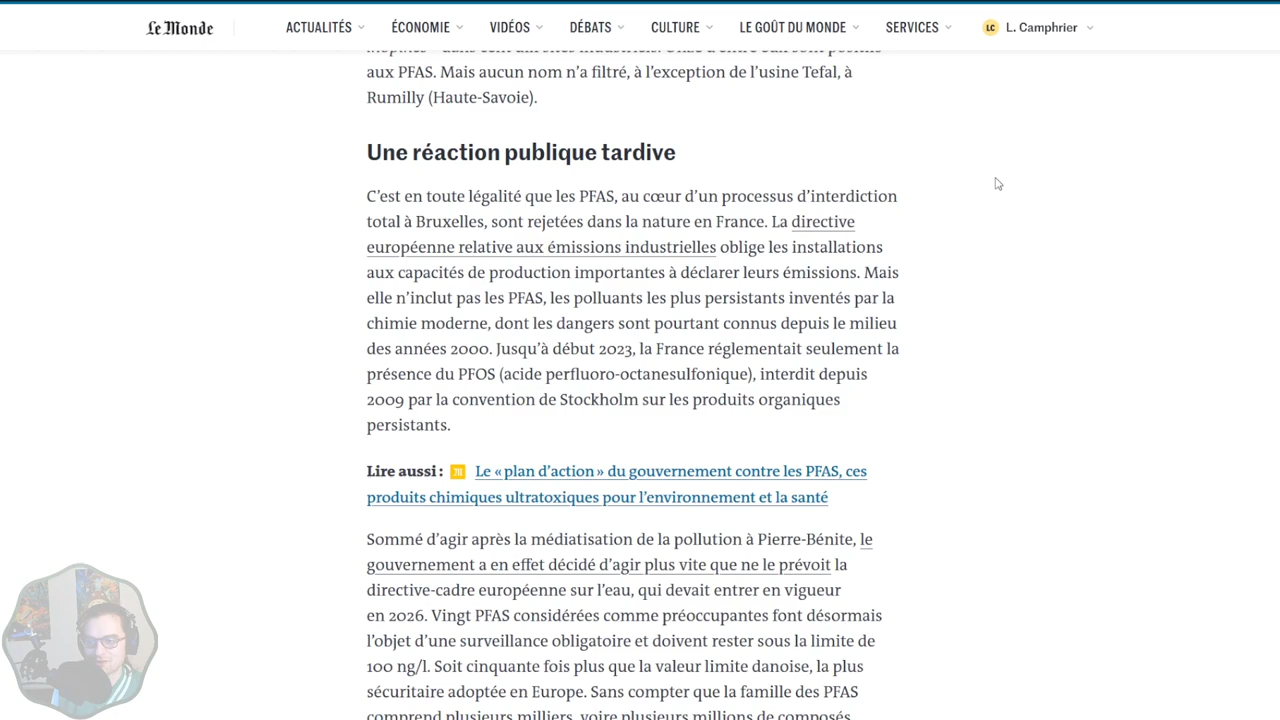 Le Monde
ACTUALITÉS
ÉCONOMIE
VIDÉOS
DÉBATS
CULTURE
LE GOÛT DU MONDE
SERVICES
LC
L. Camphrier
aux PFAS. Mais aucun nom n’a filtré, à l’exception de l’usine Tefal, à
Rumilly (Haute-Savoie).
Une réaction publique tardive
C’est en toute légalité que les PFAS, au cœur d’un processus d’interdiction
total à Bruxelles, sont rejetées dans la nature en France. La directive
européenne relative aux émissions industrielles oblige les installations
aux capacités de production importantes à déclarer leurs émissions. Mais
elle n’inclut pas les PFAS, les polluants les plus persistants inventés par la
chimie moderne, dont les dangers sont pourtant connus depuis le milieu
des années 2000. Jusqu’à début 2023, la France réglementait seulement la
présence du PFOS (acide perfluoro-octanesulfonique), interdit depuis
2009 par la convention de Stockholm sur les produits organiques
persistants.
Lire aussi : Le « plan d’action » du gouvernement contre les PFAS, ces
produits chimiques ultratoxiques pour l’environnement et la santé
Sommé d’agir après la médiatisation de la pollution à Pierre-Bénite, le
gouvernement a en effet décidé d’agir plus vite que ne le prévoit la
directive-cadre européenne sur l’eau, qui devait entrer en vigueur
en 2026. Vingt PFAS considérées comme préoccupantes font désormais
l’objet d’une surveillance obligatoire et doivent rester sous la limite de
100 ng/l. Soit cinquante fois plus que la valeur limite danoise, la plus
sécuritaire adoptée en Europe. Sans compter que la famille des PFAS
comprend plusieurs milliers, voire plusieurs millions de composés